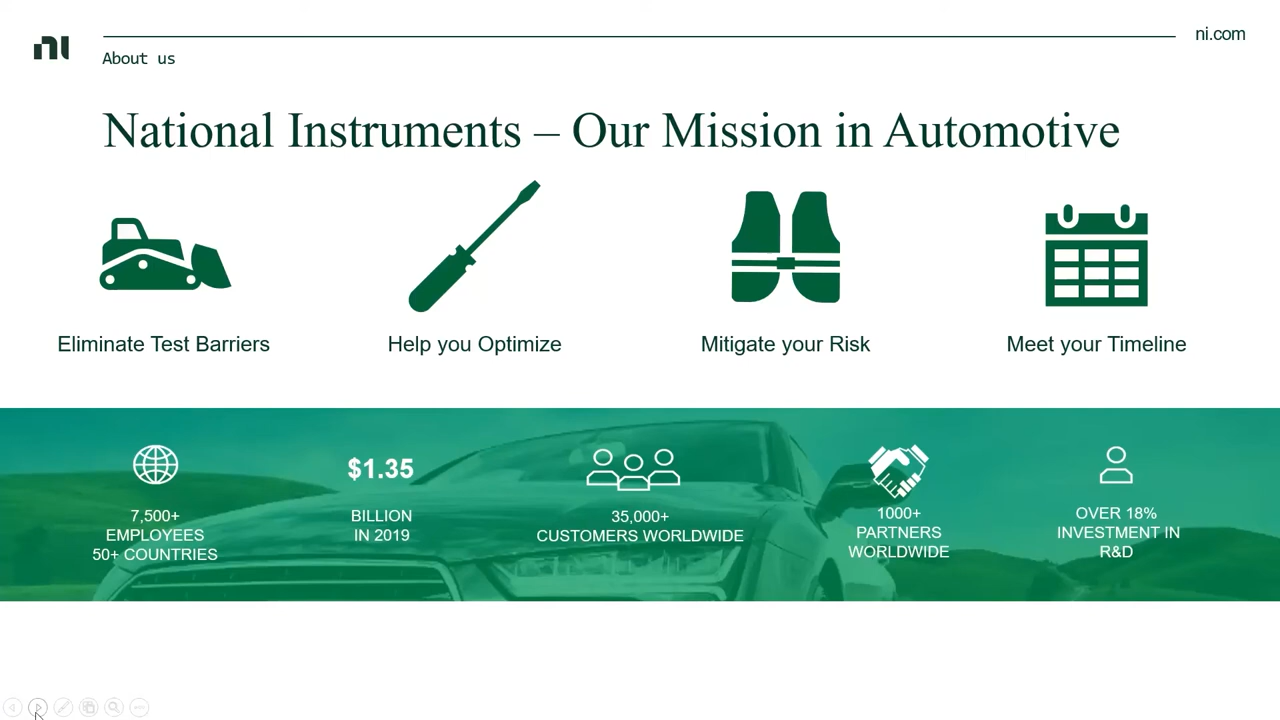 ni
ni.com
About us
National Instruments – Our Mission in Automotive
Eliminate Test Barriers
Help you Optimize
Mitigate your Risk
Meet your Timeline
7,500+
EMPLOYEES
50+ COUNTRIES
$1.35
BILLION
IN 2019
35,000+
CUSTOMERS WORLDWIDE
1000+
PARTNERS
WORLDWIDE
OVER 18%
INVESTMENT IN
R&D